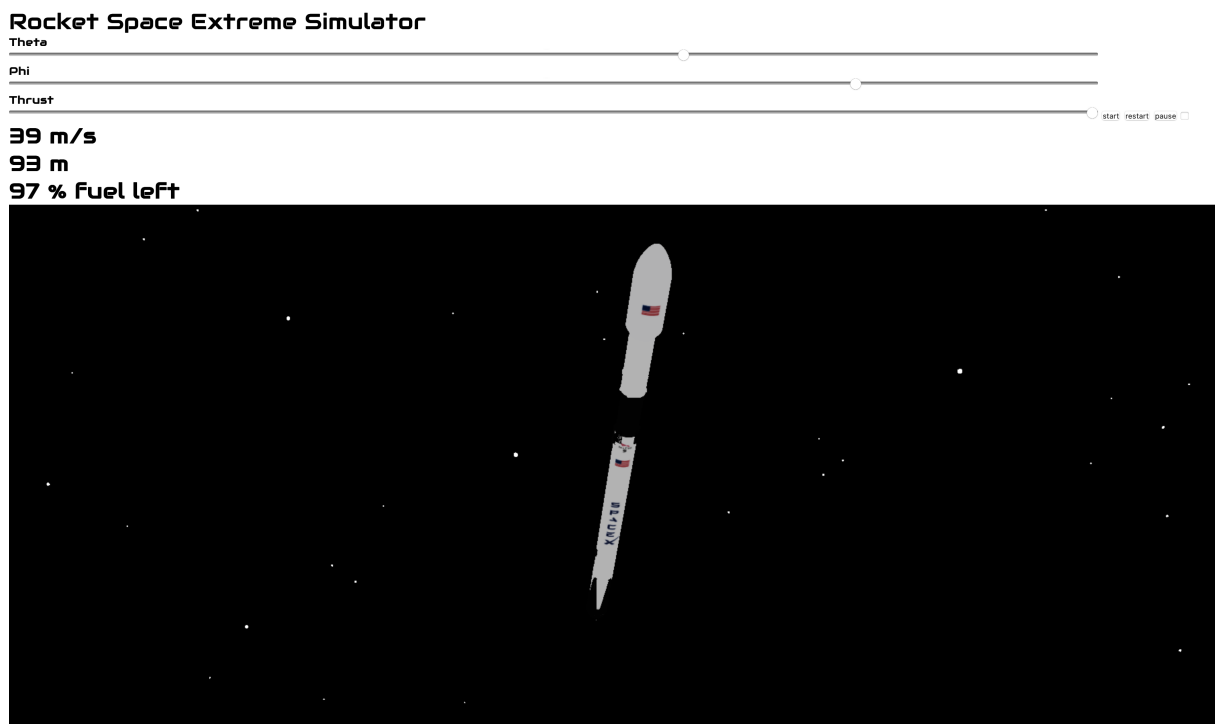 Rocket Space Extreme Simulator
Theta
Phi
Thrust
start restart pause
39 m/s
93 m
97 % fuel left